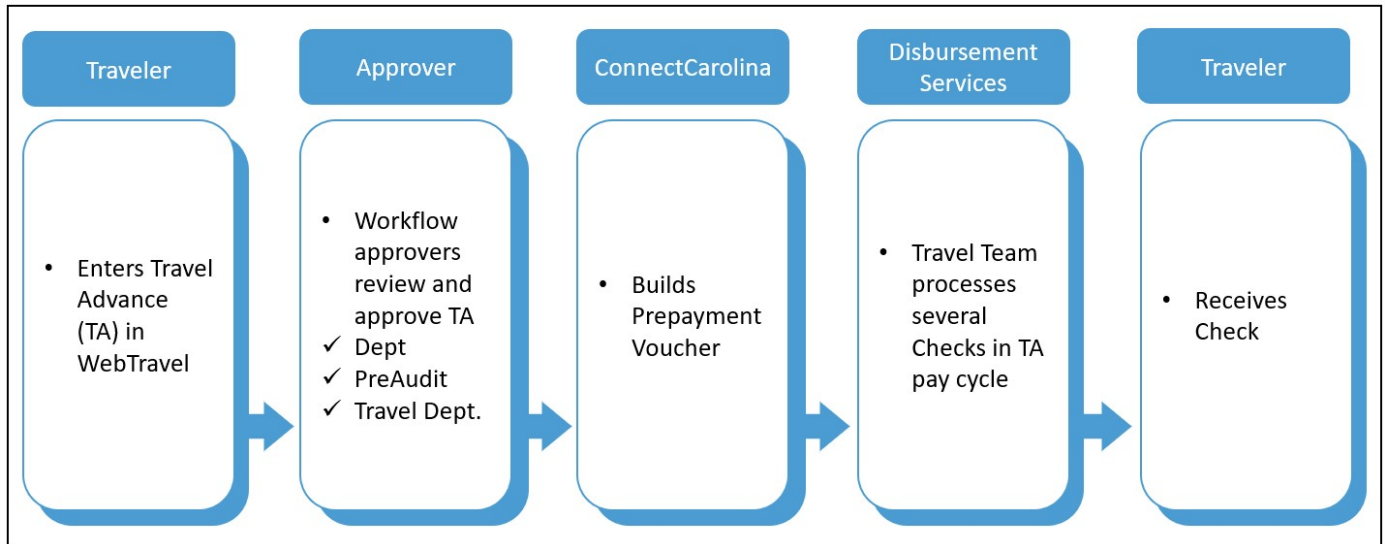 Traveler
Approver
ConnectCarolina
Disbursement
Services
Traveler
• Enters Travel
Advance
(TA) in
WebTravel
• Workflow
approvers
review and
approve TA
✓ Dept
✓ PreAudit
✓ Travel Dept.
• Builds
Prepayment
Voucher
• Travel Team
processes
several
Checks in TA
pay cycle
• Receives
Check